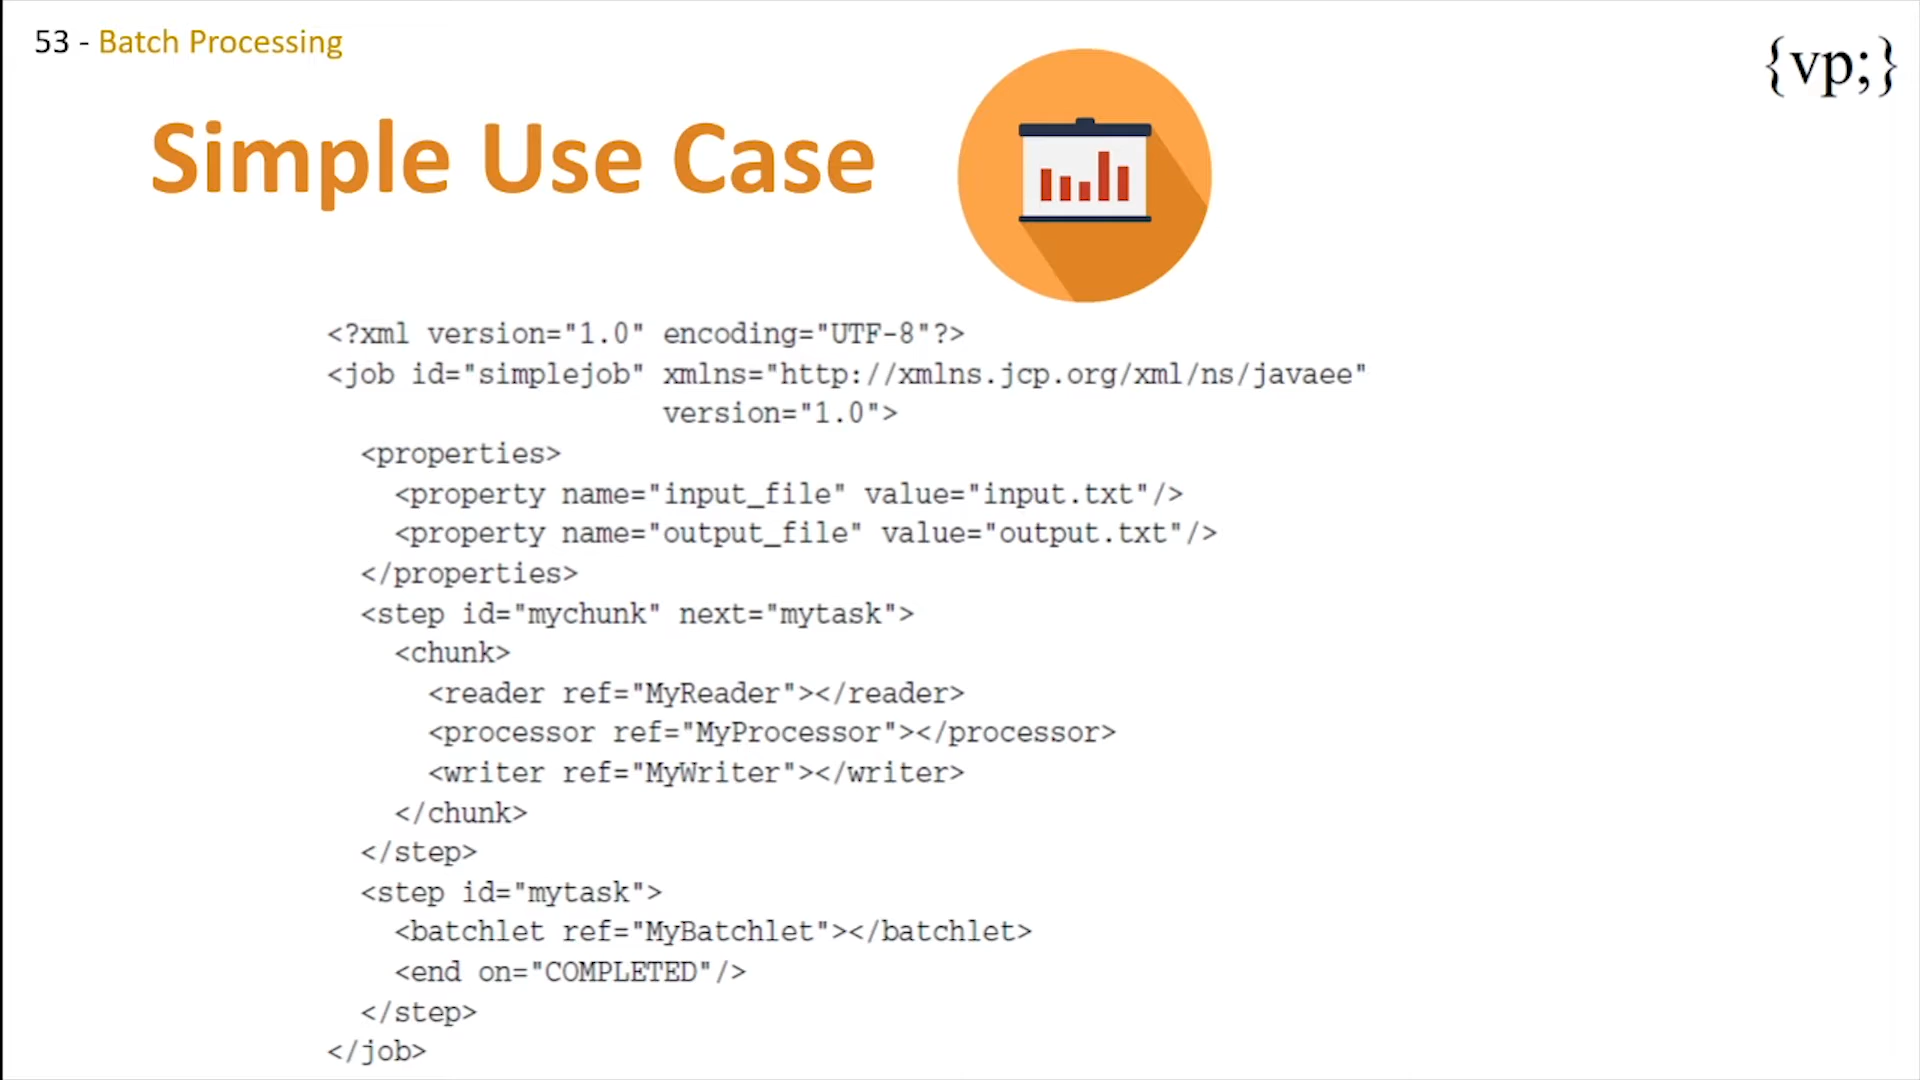 53 - Batch Processing
{vp;}
Simple Use Case
<?xml version="1.0" encoding="UTF-8"?>
<job id="simplejob" xmlns="http://xmlns.jcp.org/xml/ns/javaee"
                    version="1.0">
  <properties>
    <property name="input_file" value="input.txt"/>
    <property name="output_file" value="output.txt"/>
  </properties>
  <step id="mychunk" next="mytask">
    <chunk>
      <reader ref="MyReader"></reader>
      <processor ref="MyProcessor"></processor>
      <writer ref="MyWriter"></writer>
    </chunk>
  </step>
  <step id="mytask">
    <batchlet ref="MyBatchlet"></batchlet>
    <end on="COMPLETED"/>
  </step>
</job>